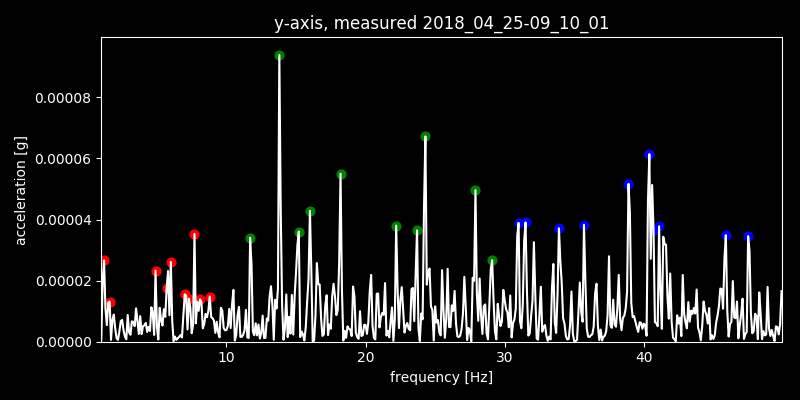 y-axis, measured 2018_04_25-09_10_01
0.00008
0.00006
0.00004
0.00002
0.00000
acceleration [g]
10 20 30 40
frequency [Hz]